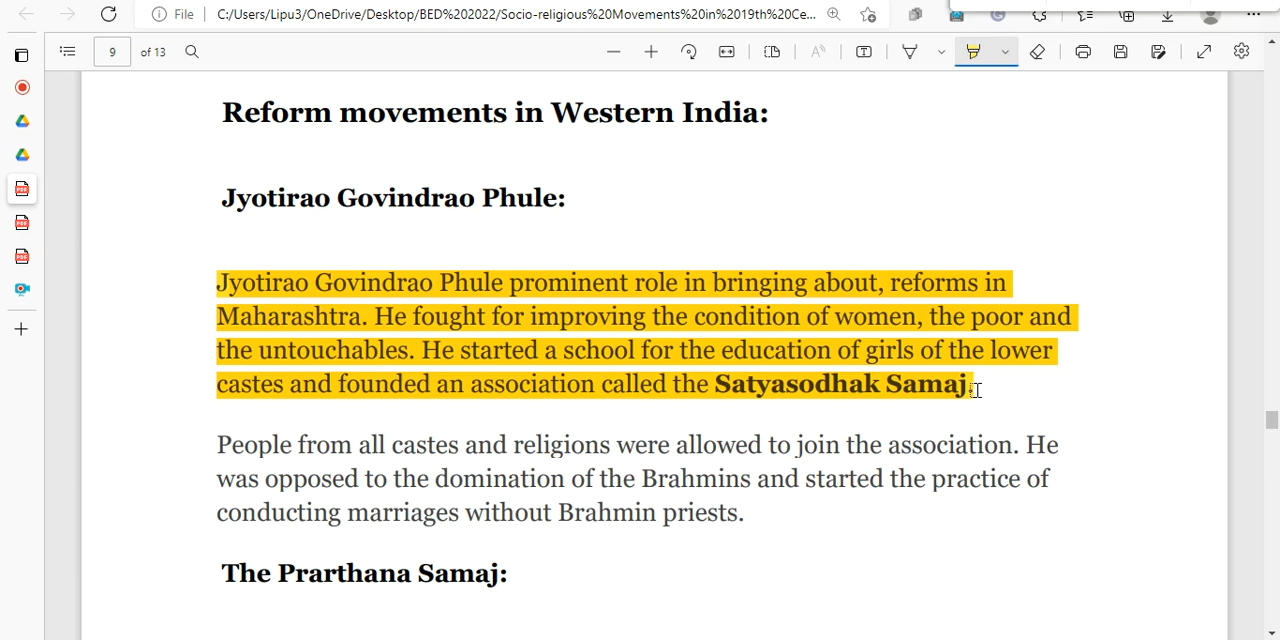 File
C:/Users/Lipu3/OneDrive/Desktop/BED%202022/Socio-religious%20Movements%20in%2019th%20Ce...
9 of 13
Reform movements in Western India:
Jyotirao Govindrao Phule:
Jyotirao Govindrao Phule prominent role in bringing about, reforms in
Maharashtra. He fought for improving the condition of women, the poor and
the untouchables. He started a school for the education of girls of the lower
castes and founded an association called the Satyasodhak Samaj.
People from all castes and religions were allowed to join the association. He
was opposed to the domination of the Brahmins and started the practice of
conducting marriages without Brahmin priests.
The Prarthana Samaj: